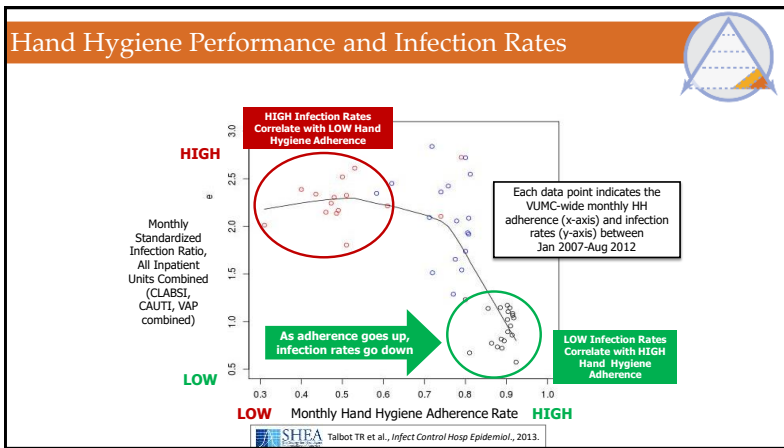 Hand Hygiene Performance and Infection Rates
HIGH Infection Rates
Correlate with LOW Hand
Hygiene Adherence
HIGH
e
Monthly
Standardized
Infection Ratio,
All Inpatient
Units Combined
(CLABSI,
CAUTI, VAP
combined)
LOW
3.0
2.5
2.0
1.5
1.0
0.5
Each data point indicates the
VUMC-wide monthly HH
adherence (x-axis) and infection
rates (y-axis) between
Jan 2007-Aug 2012
As adherence goes up,
infection rates go down
LOW Infection Rates
Correlate with HIGH
Hand Hygiene
Adherence
0.3 0.4 0.5 0.6 0.7 0.8 0.9 1.0
LOW Monthly Hand Hygiene Adherence Rate HIGH
SHEA
Talbot TR et al., Infect Control Hosp Epidemiol., 2013.